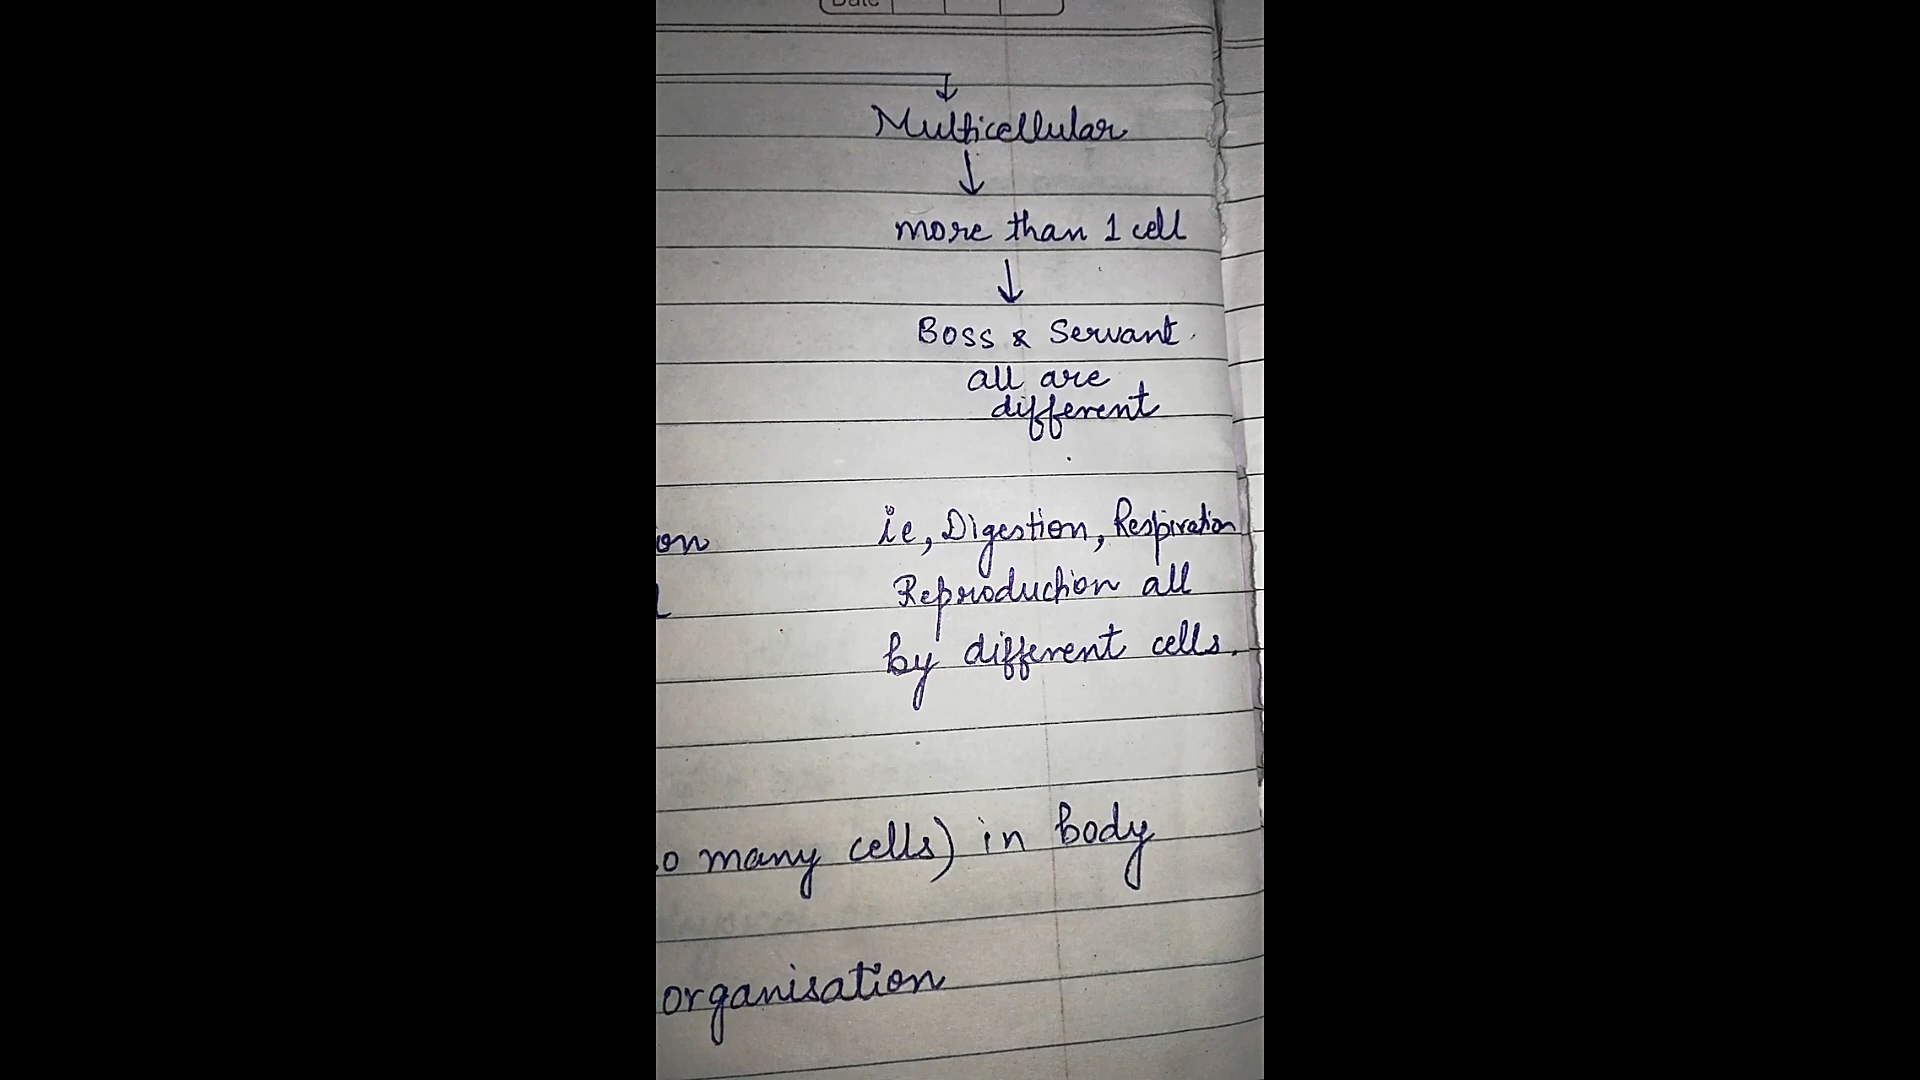 Date
Multicellular
more than 1 cell
Boss & Servant
all are
different
on ie, Digestion, Respiration
Reproduction all
by different cells.
o many cells) in body
organisation